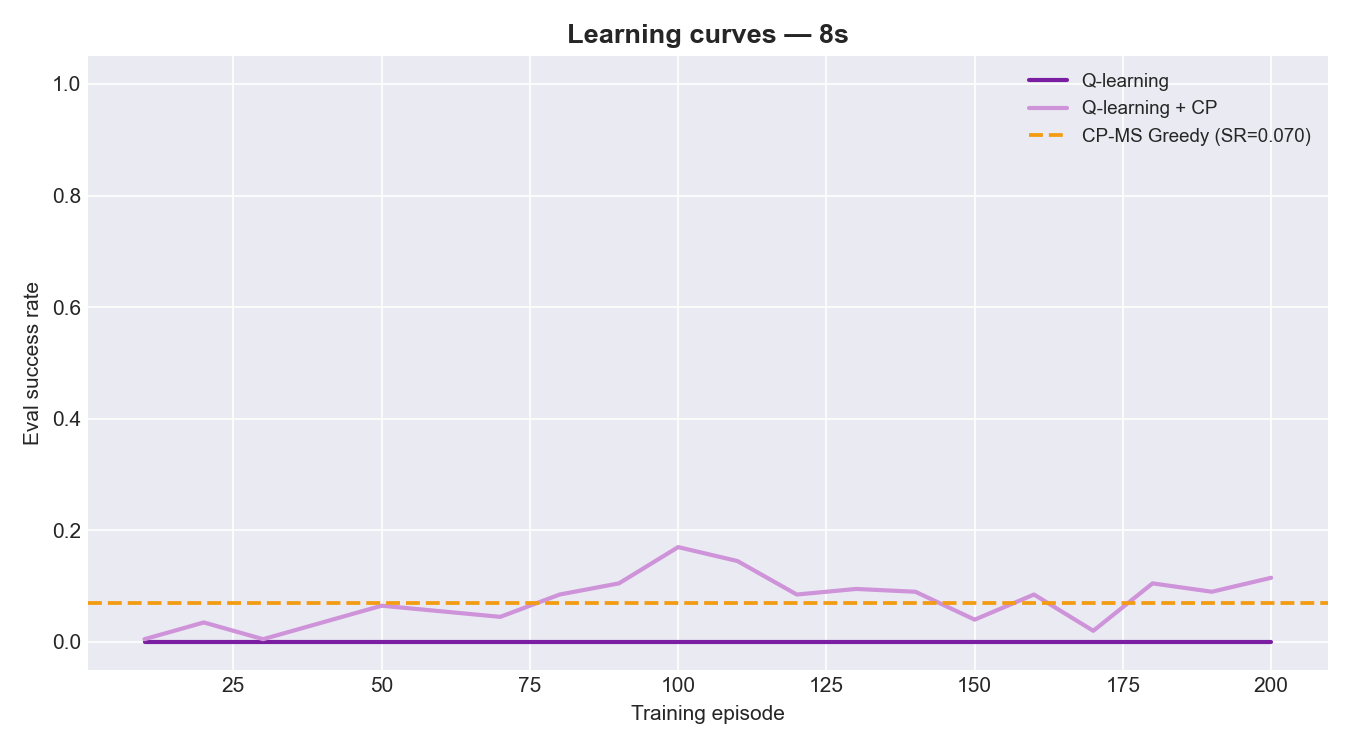 Learning curves — 8s
Q-learning
Q-learning + CP
CP-MS Greedy (SR=0.070)
Eval success rate
1.0
0.8
0.6
0.4
0.2
0.0
25 50 75 100 125 150 175 200
Training episode